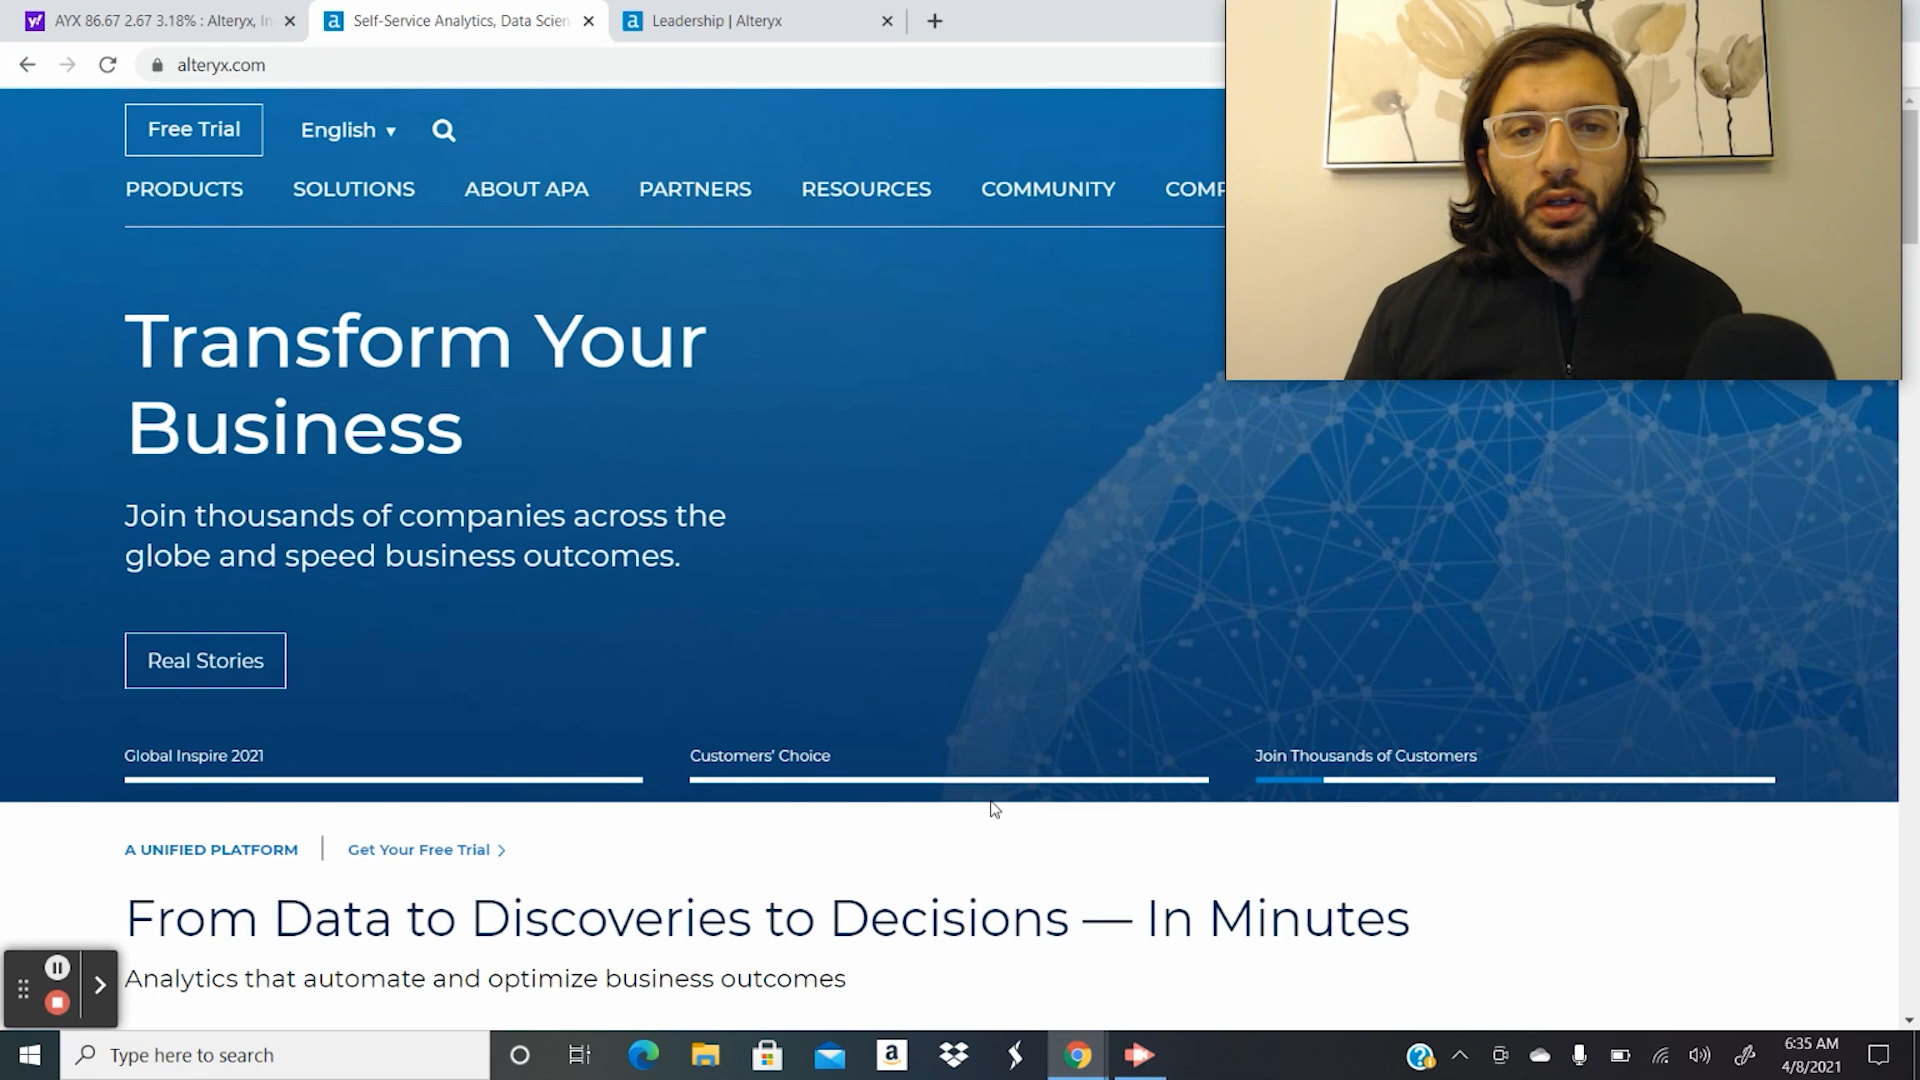 AYX 86.67 2.67 3.18% : Alteryx, In
Self-Service Analytics, Data Scien
Leadership | Alteryx
alteryx.com
Free Trial
English
PRODUCTS
SOLUTIONS
ABOUT APA
PARTNERS
RESOURCES
COMMUNITY
COMP
Transform Your
Business
Join thousands of companies across the
globe and speed business outcomes.
Real Stories
Global Inspire 2021
Customers' Choice
Join Thousands of Customers
A UNIFIED PLATFORM
Get Your Free Trial
From Data to Discoveries to Decisions — In Minutes
Analytics that automate and optimize business outcomes
Type here to search
6:35 AM
4/8/2021